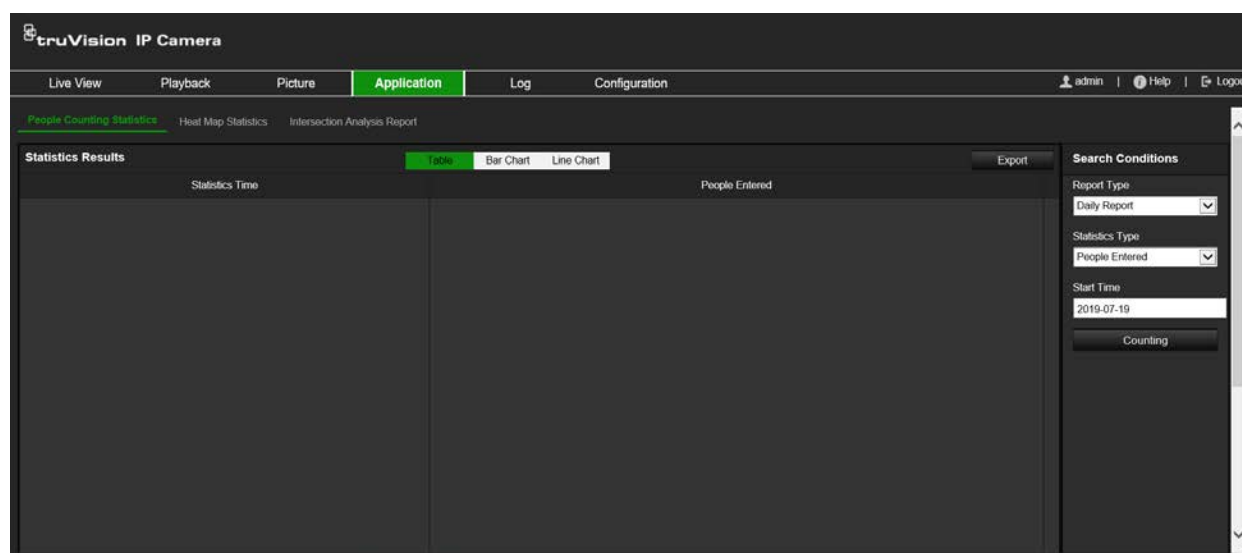 truVision IP Camera
Live View Playback Picture Application Log Configuration admin | Help | Logou
People Counting Statistics Heat Map Statistics Intersection Analysis Report
Statistics Results Table Bar Chart Line Chart Export Search Conditions
Statistics Time People Entered Report Type
Daily Report
Statistics Type
People Entered
Start Time
2019-07-19
Counting